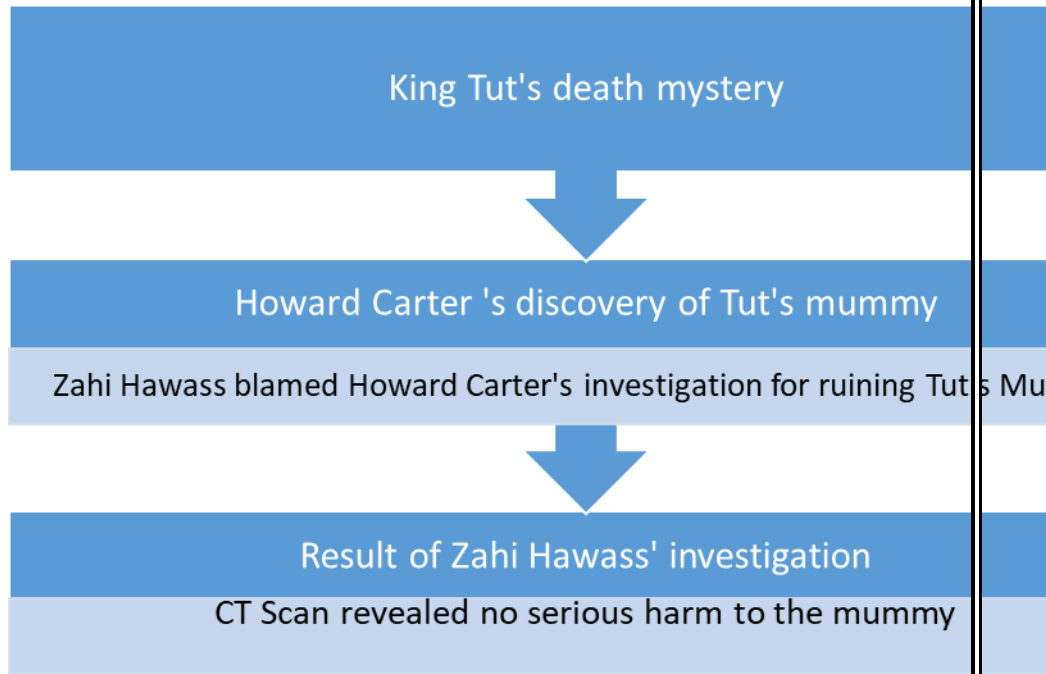 King Tut's death mystery
Howard Carter 's discovery of Tut's mummy
Zahi Hawass blamed Howard Carter's investigation for ruining Tut's Mu
Result of Zahi Hawass' investigation
CT Scan revealed no serious harm to the mummy